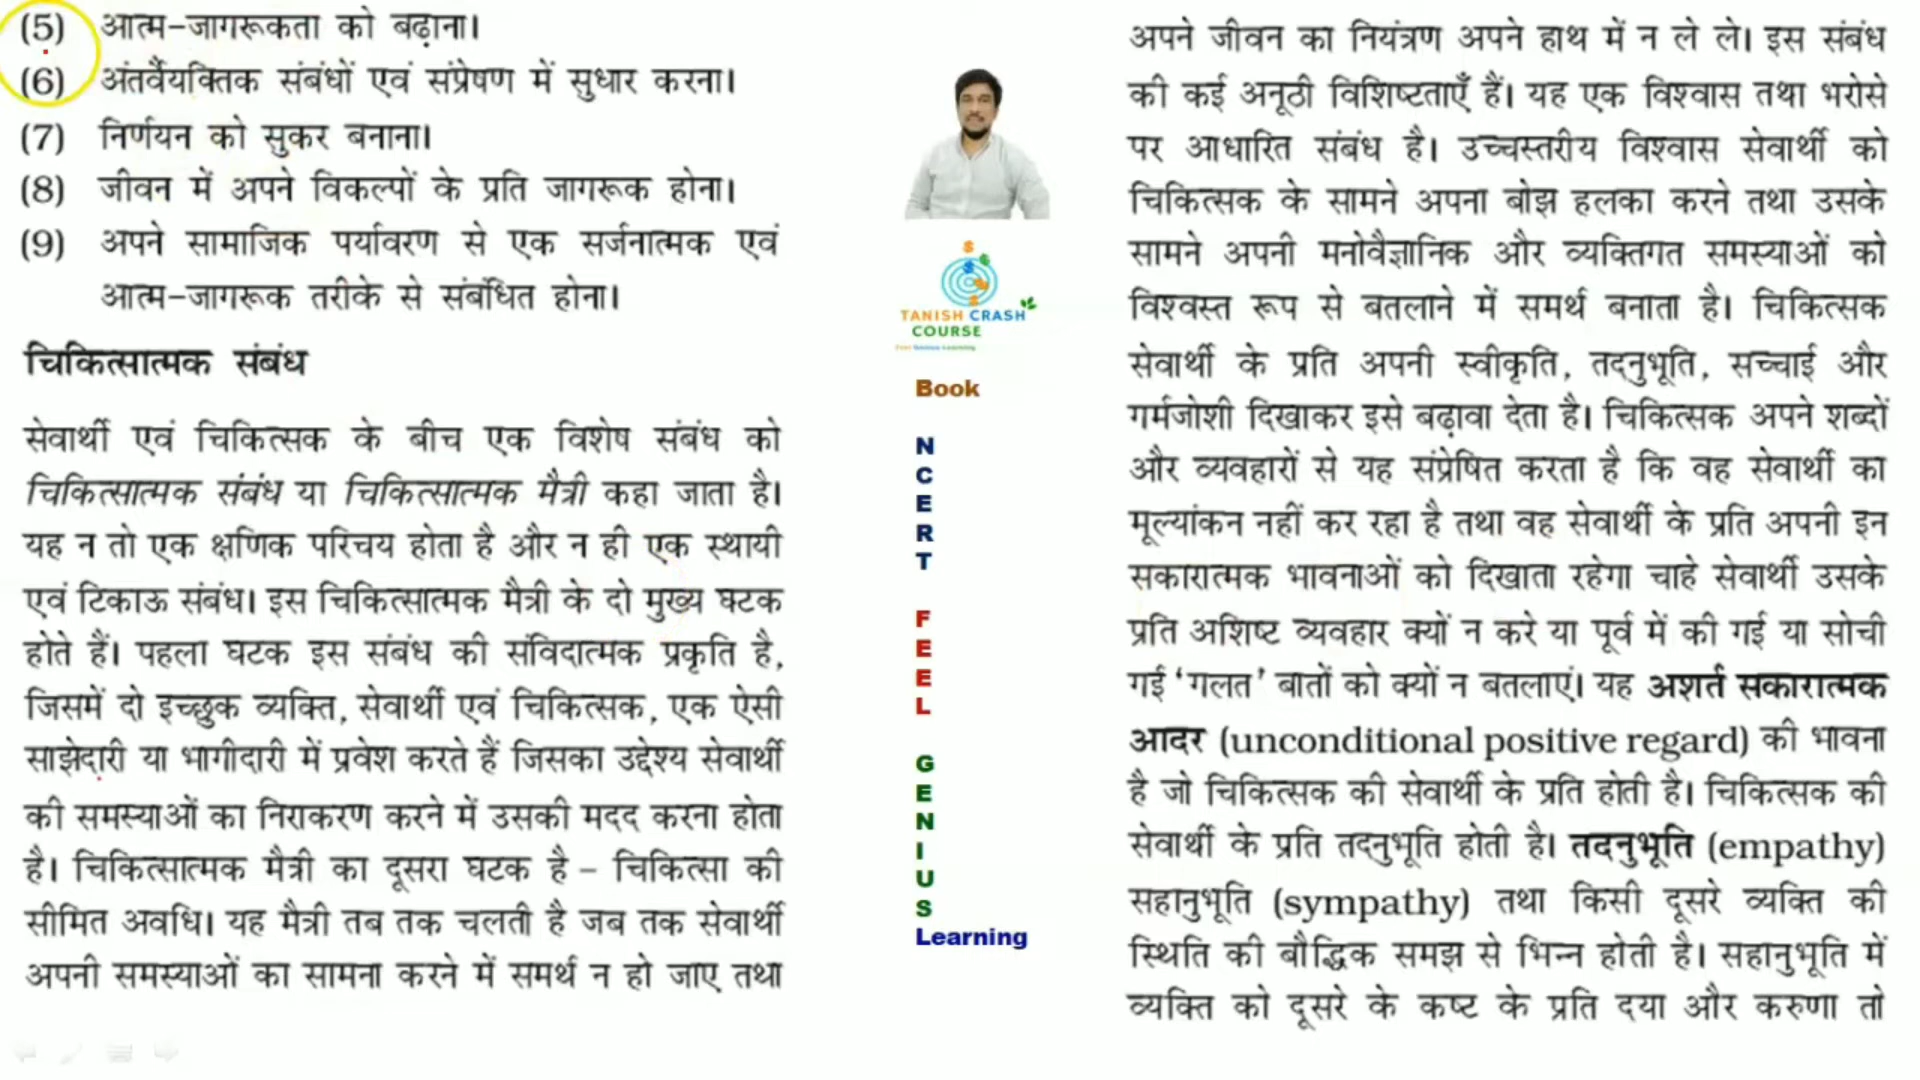 (5) आत्म-जागरूकता को बढ़ाना।
(6) अंतर्वैयक्तिक संबंधों एवं संप्रेषण में सुधार करना।
(7) निर्णयन को सुकर बनाना।
(8) जीवन में अपने विकल्पों के प्रति जागरूक होना।
(9) अपने सामाजिक पर्यावरण से एक सर्जनात्मक एवं
आत्म-जागरूक तरीके से संबंधित होना।
चिकित्सात्मक संबंध
सेवार्थी एवं चिकित्सक के बीच एक विशेष संबंध को
चिकित्सात्मक संबंध या चिकित्सात्मक मैत्री कहा जाता है।
यह न तो एक क्षणिक परिचय होता है और न ही एक स्थायी
एवं टिकाऊ संबंध। इस चिकित्सात्मक मैत्री के दो मुख्य घटक
होते हैं। पहला घटक इस संबंध की संविदात्मक प्रकृति है,
जिसमें दो इच्छुक व्यक्ति, सेवार्थी एवं चिकित्सक, एक ऐसी
साझेदारी या भागीदारी में प्रवेश करते हैं जिसका उद्देश्य सेवार्थी
की समस्याओं का निराकरण करने में उसकी मदद करना होता
है। चिकित्सात्मक मैत्री का दूसरा घटक है – चिकित्सा की
सीमित अवधि। यह मैत्री तब तक चलती है जब तक सेवार्थी
अपनी समस्याओं का सामना करने में समर्थ न हो जाए तथा
TANISH CRASH
COURSE
Learning
Book
N
C
E
R
T
F
E
E
L
G
E
N
I
U
S
Learning
अपने जीवन का नियंत्रण अपने हाथ में न ले ले। इस संबंध
की कई अनूठी विशिष्टताएँ हैं। यह एक विश्वास तथा भरोसे
पर आधारित संबंध है। उच्चस्तरीय विश्वास सेवार्थी को
चिकित्सक के सामने अपना बोझ हलका करने तथा उसके
सामने अपनी मनोवैज्ञानिक और व्यक्तिगत समस्याओं को
विश्वस्त रूप से बतलाने में समर्थ बनाता है। चिकित्सक
सेवार्थी के प्रति अपनी स्वीकृति, तदनुभूति, सच्चाई और
गर्मजोशी दिखाकर इसे बढ़ावा देता है। चिकित्सक अपने शब्दों
और व्यवहारों से यह संप्रेषित करता है कि वह सेवार्थी का
मूल्यांकन नहीं कर रहा है तथा वह सेवार्थी के प्रति अपनी इन
सकारात्मक भावनाओं को दिखाता रहेगा चाहे सेवार्थी उसके
प्रति अशिष्ट व्यवहार क्यों न करे या पूर्व में की गई या सोची
गई ‘गलत’ बातों को क्यों न बतलाएं। यह अशर्त सकारात्मक
आदर (unconditional positive regard) की भावना
है जो चिकित्सक की सेवार्थी के प्रति होती है। चिकित्सक की
सेवार्थी के प्रति तदनुभूति होती है। तदनुभूति (empathy)
सहानुभूति (sympathy) तथा किसी दूसरे व्यक्ति की
स्थिति की बौद्धिक समझ से भिन्न होती है। सहानुभूति में
व्यक्ति को दूसरे के कष्ट के प्रति दया और करुणा तो